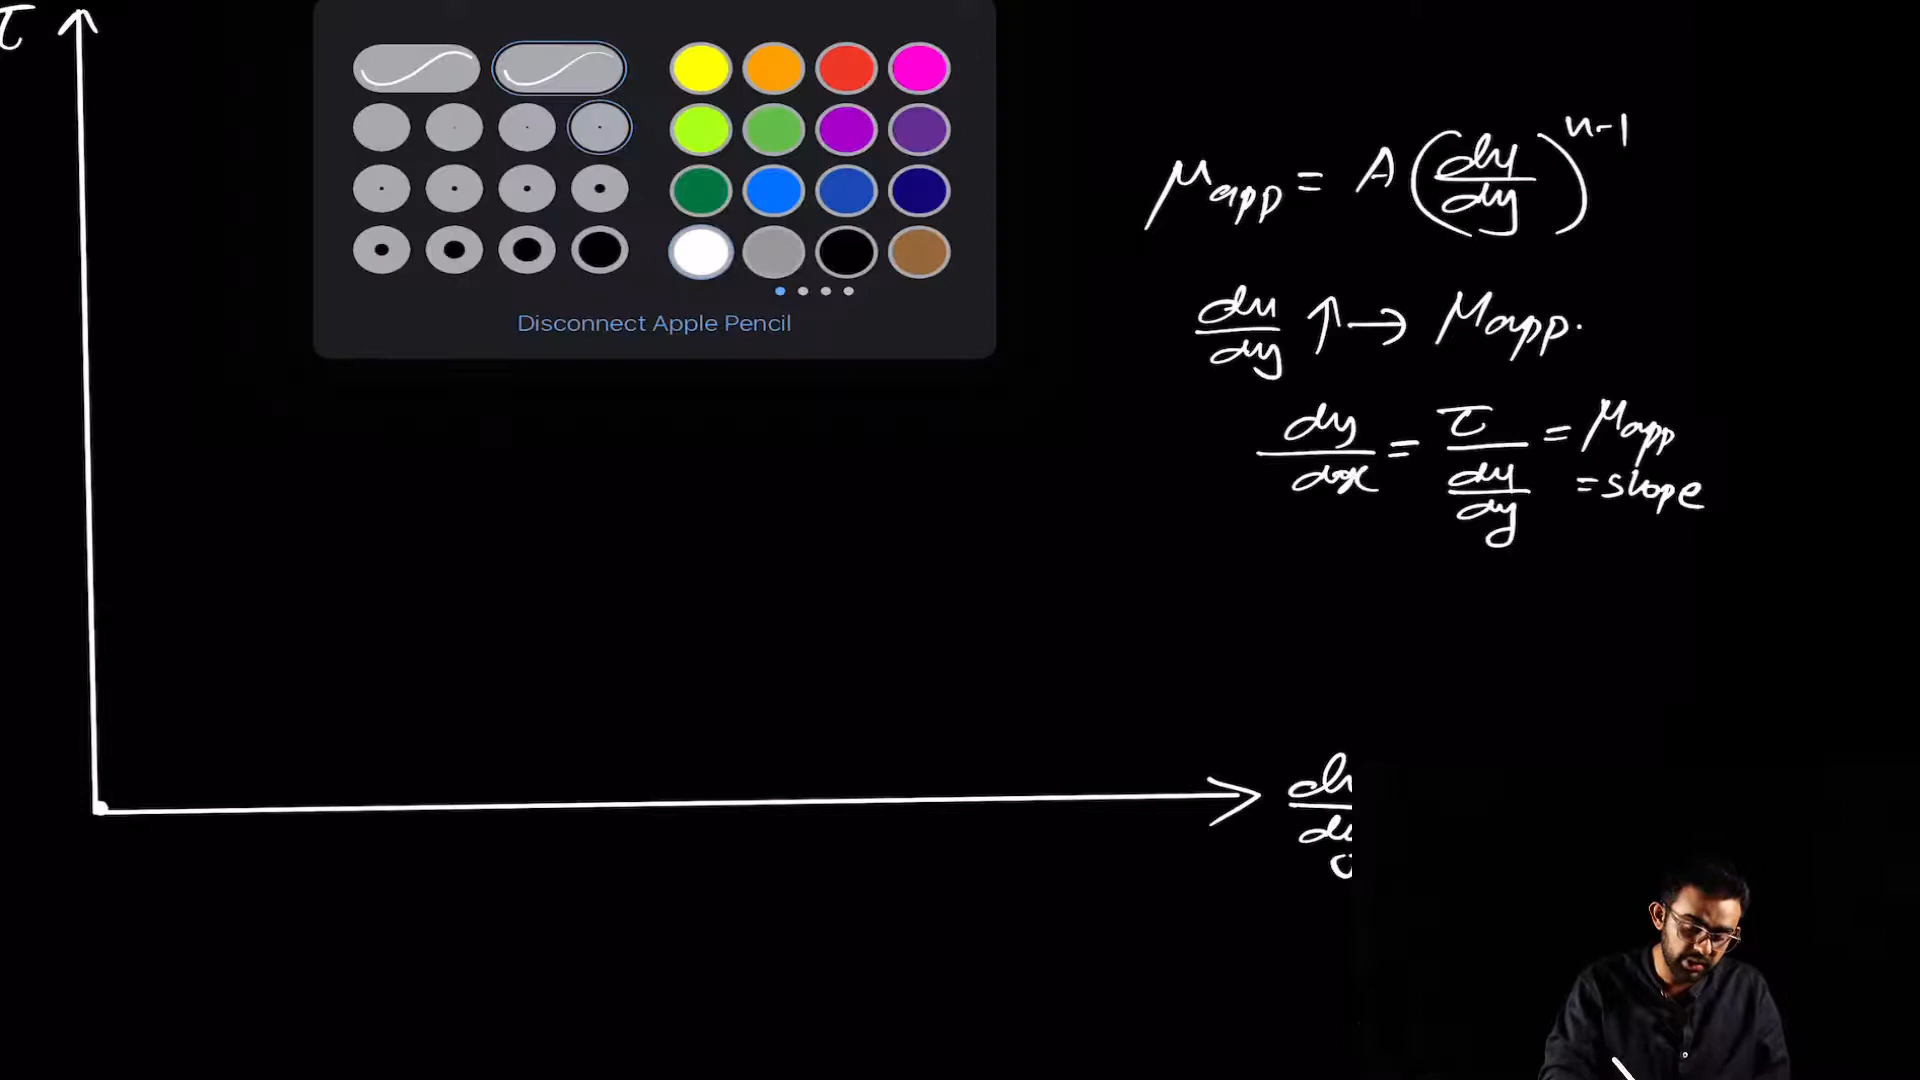 τ
μapp = A(du/dy)^n-1
du/dy ↑ → μapp.
dy/dx = τ/(du/dy) = μapp
= slope
Disconnect Apple Pencil